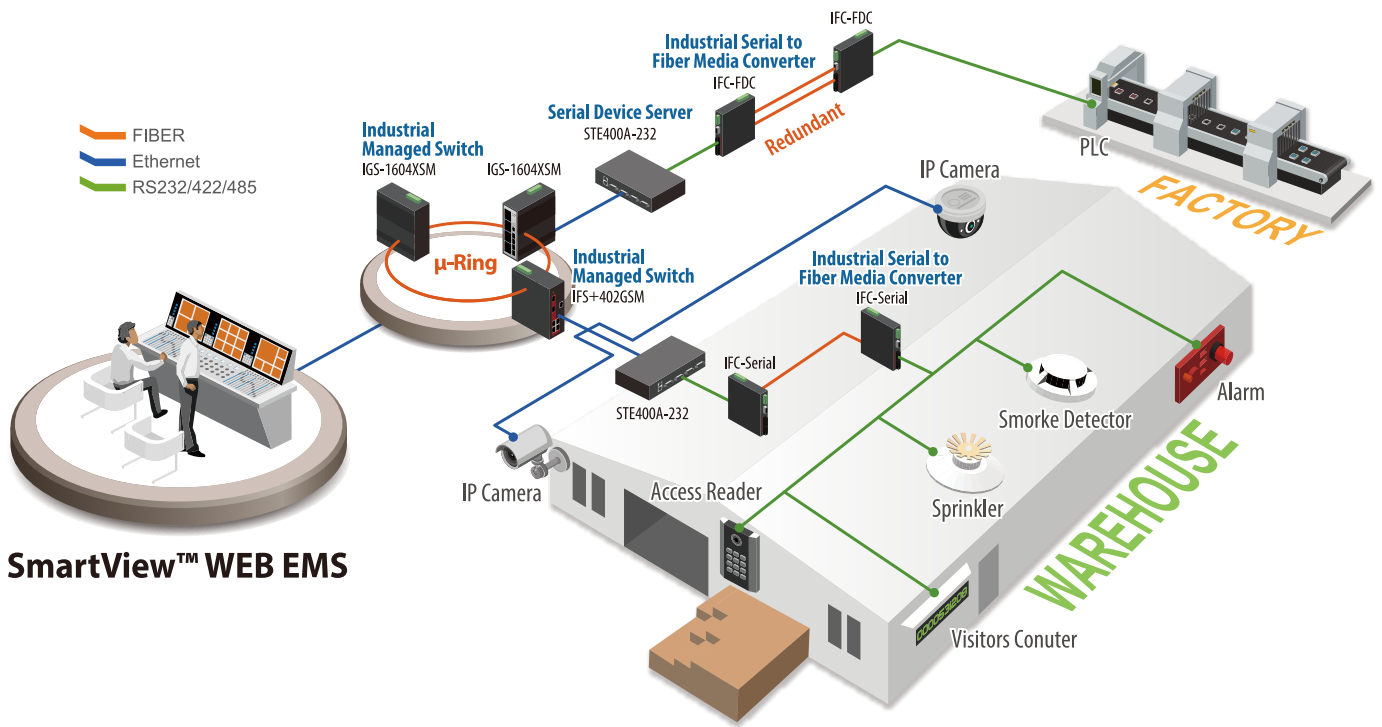 FIBER
Ethernet
RS232/422/485
Industrial
Managed Switch
IGS-1604XSM
IGS-1604XSM
Serial Device Server
STE400A-232
Industrial Serial to
Fiber Media Converter
IFC-FDC
IFC-FDC
Redundant
PLC
FACTORY
μ-Ring
Industrial
Managed Switch
IFS+402GSM
IP Camera
Industrial Serial to
Fiber Media Converter
IFC-Serial
IFC-Serial
STE400A-232
IP Camera
Access Reader
Smorke Detector
Alarm
Sprinkler
WAREHOUSE
0000531208
Visitors Conuter
SmartView™ WEB EMS